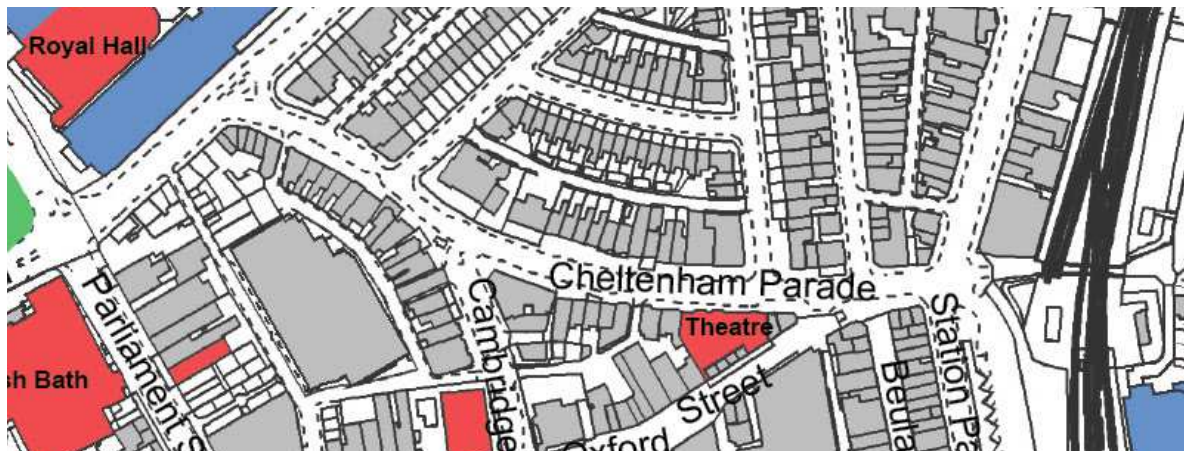 Royal Hall
Cheltenham Parade
Parliament S
Cambridge
Theatre
Station Pa
sh Bath
Street
Beula
Oxford